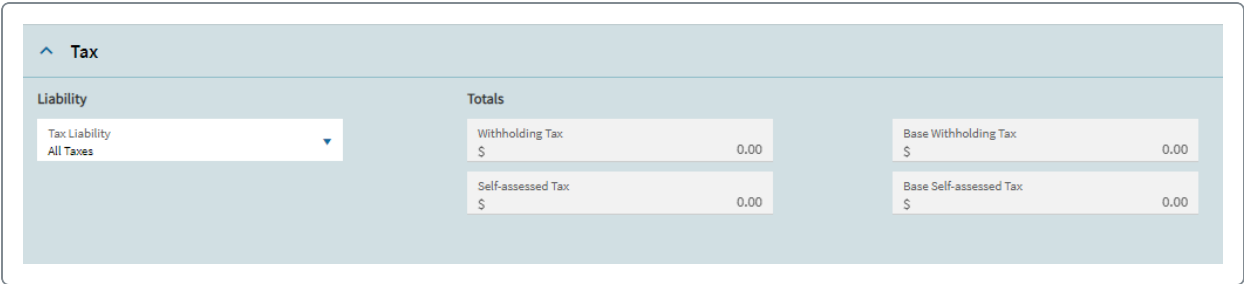 Tax
Liability
Totals
Tax Liability
All Taxes
Withholding Tax
$ 0.00
Base Withholding Tax
$ 0.00
Self-assessed Tax
$ 0.00
Base Self-assessed Tax
$ 0.00